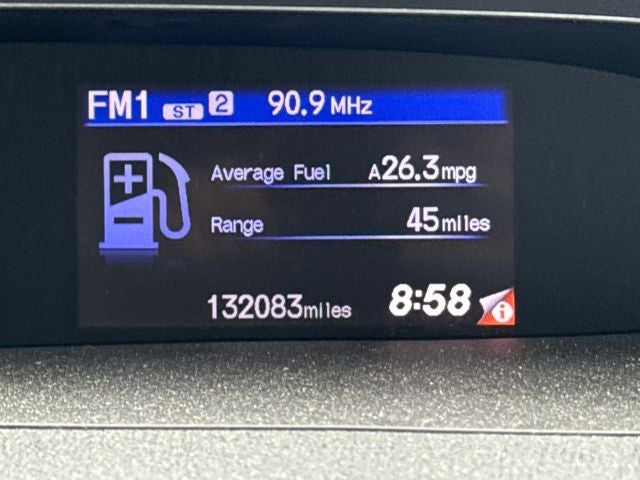 FM1 ST 2 90.9 MHz
Average Fuel A26.3mpg
Range 45miles
132083miles 8:58 i